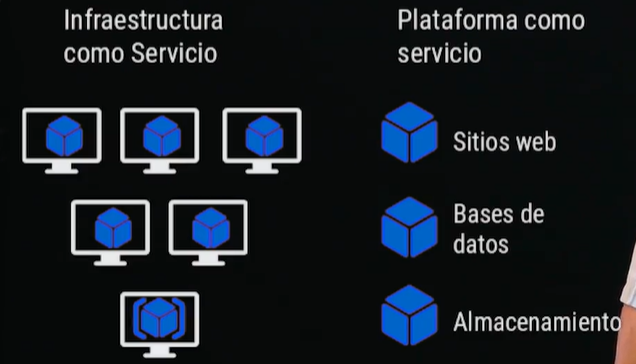 Infraestructura
como Servicio
Plataforma como
servicio
Sitios web
Bases de
datos
Almacenamiento